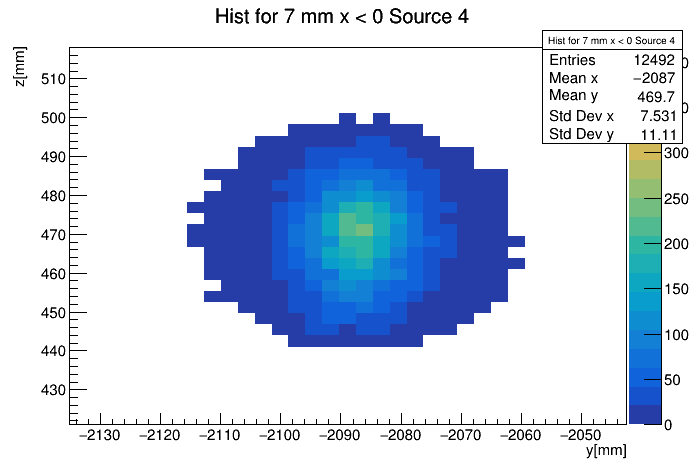 Hist for 7 mm x < 0 Source 4
z[mm]
Hist for 7 mm x < 0 Source 4
Entries 12492
Mean x −2087
Mean y 469.7
Std Dev x 7.531
Std Dev y 11.11
510
500
490
480
470
460
450
440
430
300
250
200
150
100
50
0
−2130 −2120 −2110 −2100 −2090 −2080 −2070 −2060 −2050
y[mm]